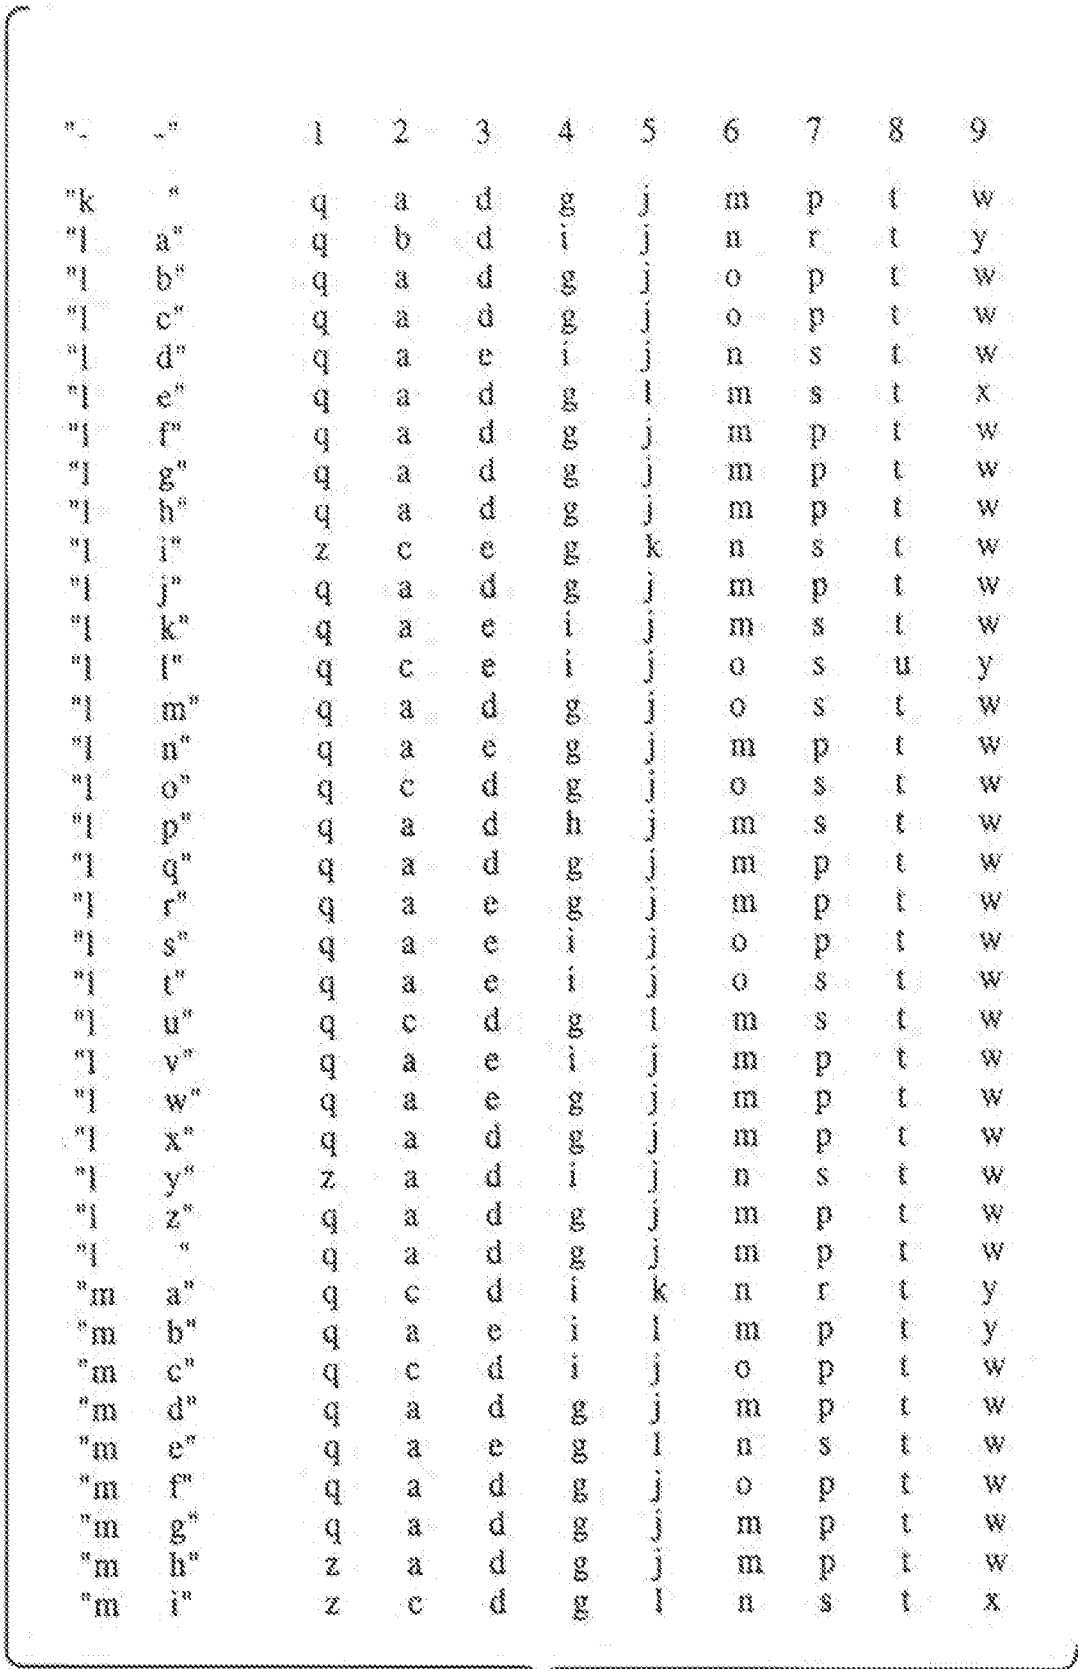 "- -" 1 2 3 4 5 6 7 8 9
"k " q a d g j m p t w
"l a" q b d i j n r t y
"l b" q a d g j o p t w
"l c" q a d g j o p t w
"l d" q a e i j n s t w
"l e" q a d g l m s t x
"l f" q a d g j m p t w
"l g" q a d g j m p t w
"l h" q a d g j m p t w
"l i" z c e g k n s t w
"l j" q a d g j m p t w
"l k" q a e i j m s t w
"l l" q c e i j o s u y
"l m" q a d g j o s t w
"l n" q a e g j m p t w
"l o" q c d g j o s t w
"l p" q a d h j m s t w
"l q" q a d g j m p t w
"l r" q a e g j m p t w
"l s" q a e i j o p t w
"l t" q a e i j o s t w
"l u" q c d g l m s t w
"l v" q a e i j m p t w
"l w" q a e g j m p t w
"l x" q a d g j m p t w
"l y" z a d i j n s t w
"l z" q a d g j m p t w
"l " q a d g j m p t w
"m a" q c d i k n r t y
"m b" q a e i l m p t y
"m c" q c d i j o p t w
"m d" q a d g j m p t w
"m e" q a e g l n s t w
"m f" q a d g j o p t w
"m g" q a d g j m p t w
"m h" z a d g j m p t w
"m i" z c d g l n s t x